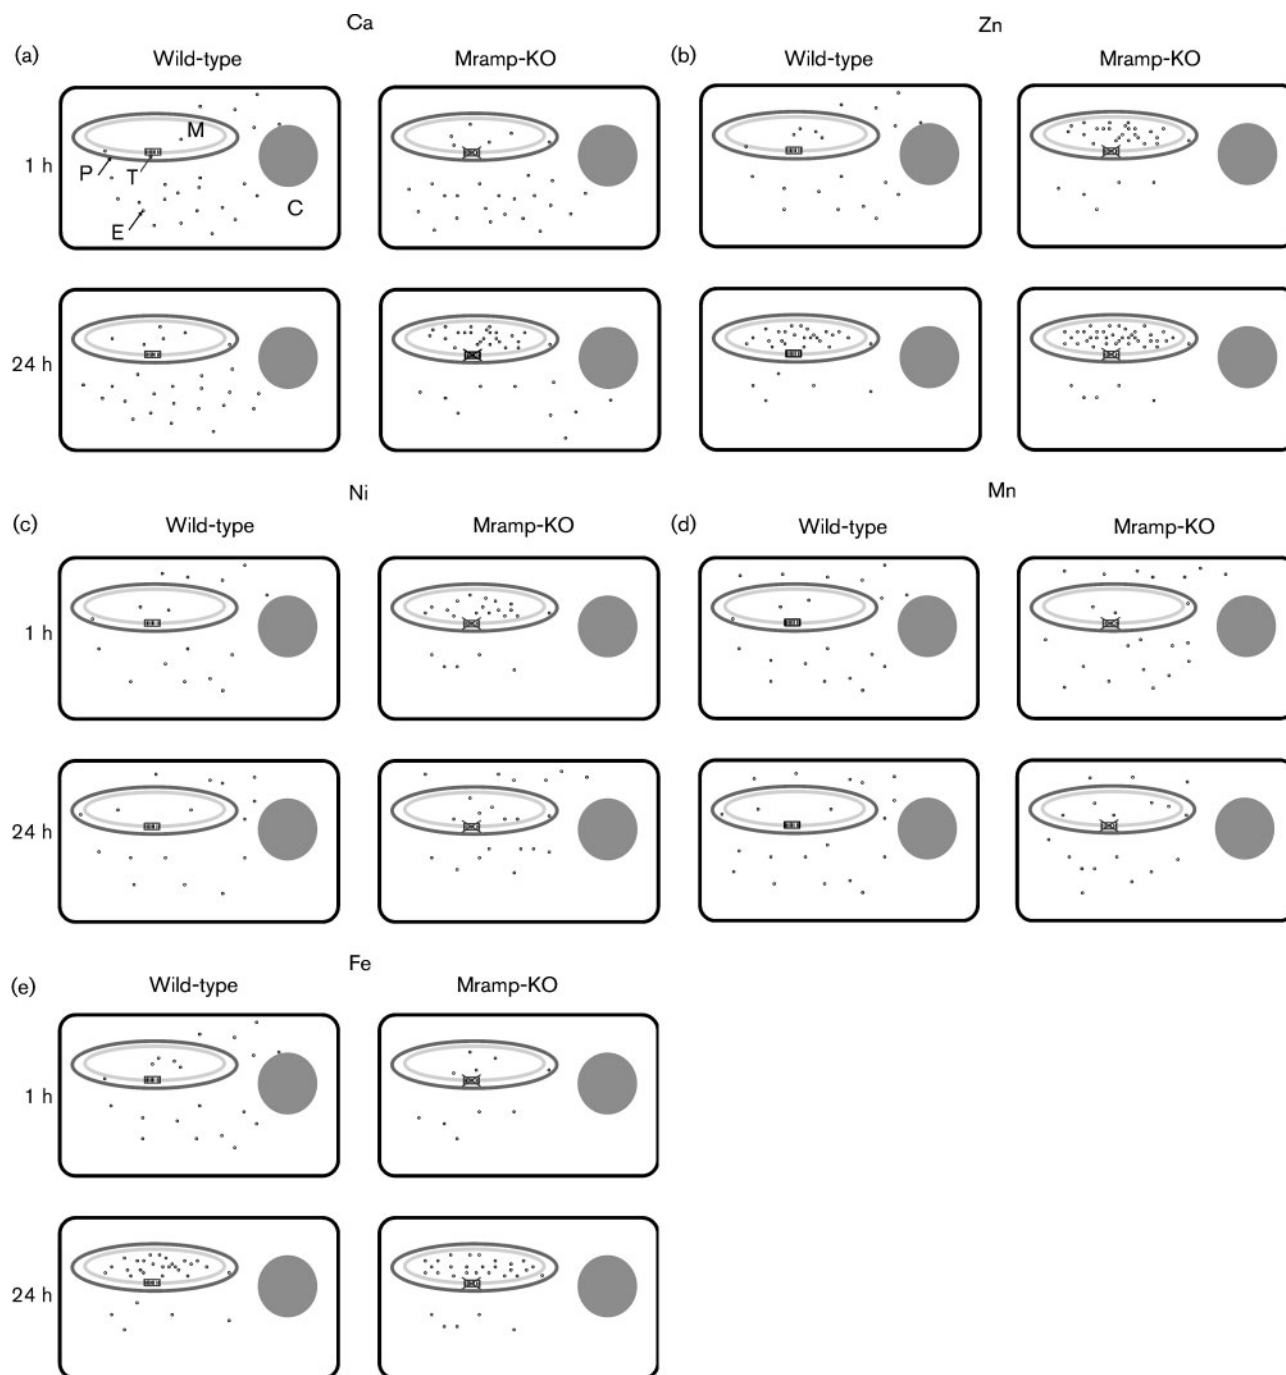 Ca
Zn
(a)
Wild-type
Mramp-KO
(b)
Wild-type
Mramp-KO
M
1 h
P
T
C
E
24 h
Ni
Mn
(c)
Wild-type
Mramp-KO
(d)
Wild-type
Mramp-KO
1 h
24 h
Fe
(e)
Wild-type
Mramp-KO
1 h
24 h